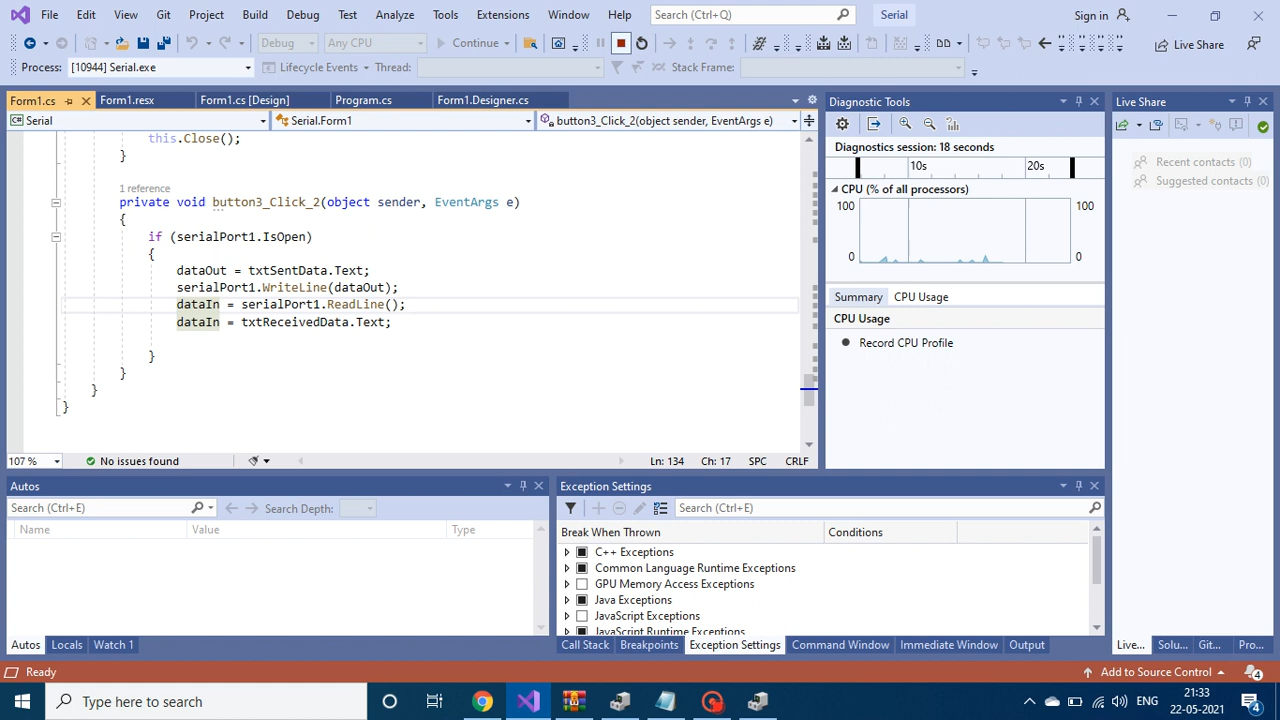 File Edit View Git Project Build Debug Test Analyze Tools Extensions Window Help Search (Ctrl+Q) Serial Sign in
Debug Any CPU Continue Live Share
Process: [10944] Serial.exe Lifecycle Events Thread: Stack Frame:
Form1.cs Form1.resx Form1.cs [Design] Program.cs Form1.Designer.cs
Serial Serial.Form1 button3_Click_2(object sender, EventArgs e)
this.Close();
}
1 reference
private void button3_Click_2(object sender, EventArgs e)
{
if (serialPort1.IsOpen)
{
dataOut = txtSentData.Text;
serialPort1.WriteLine(dataOut);
dataIn = serialPort1.ReadLine();
dataIn = txtReceivedData.Text;
}
}
}
}
107 % No issues found Ln: 134 Ch: 17 SPC CRLF
Diagnostic Tools
Diagnostics session: 18 seconds
10s 20s
CPU (% of all processors)
100 100
0 0
Summary CPU Usage
CPU Usage
Record CPU Profile
Live Share
Recent contacts (0)
Suggested contacts (0)
Autos
Search (Ctrl+E) Search Depth:
Name Value Type
Autos Locals Watch 1
Exception Settings
Search (Ctrl+E)
Break When Thrown Conditions
C++ Exceptions
Common Language Runtime Exceptions
GPU Memory Access Exceptions
Java Exceptions
JavaScript Exceptions
JavaScript Runtime Exceptions
Call Stack Breakpoints Exception Settings Command Window Immediate Window Output
Live... Solu... Git... Pro...
Ready Add to Source Control 4
Type here to search ENG 21:33 22-05-2021 4